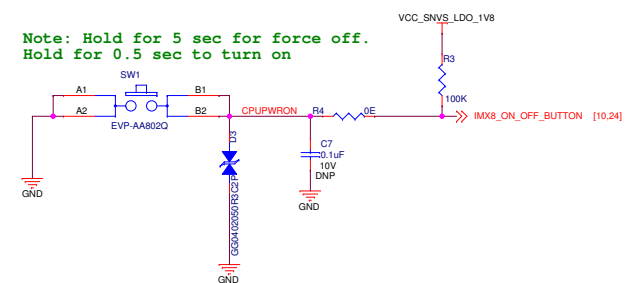 VCC_SNVS_LDO_1V8
Note: Hold for 5 sec for force off.
Hold for 0.5 sec to turn on
R3
SW1
100K
A1
B1
A2
B2
CPUPWRON
R4
0E
IMX8_ON_OFF_BUTTON [10,24]
EVP-AA802Q
D3
C7
0.1uF
10V
DNP
GG0402050R3C2P
GND
GND
GND